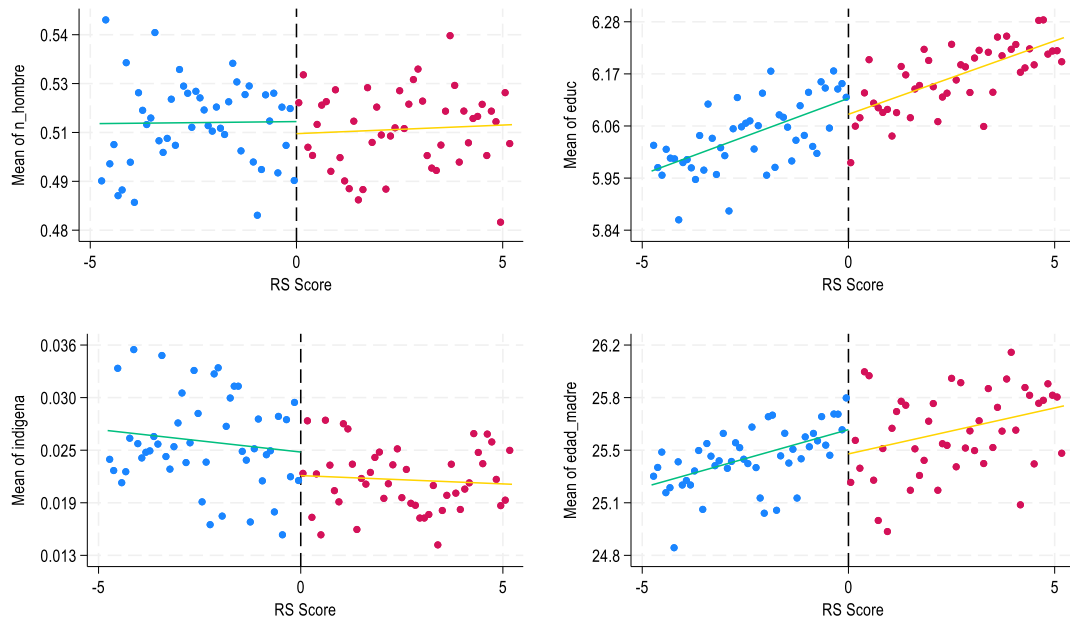 Mean of n_hombre
0.54
0.53
0.51
0.49
0.48
-5 0 5
RS Score
Mean of educ
6.28
6.17
6.06
5.95
5.84
-5 0 5
RS Score
Mean of indigena
0.036
0.030
0.025
0.019
0.013
-5 0 5
RS Score
Mean of edad_madre
26.2
25.8
25.5
25.1
24.8
-5 0 5
RS Score